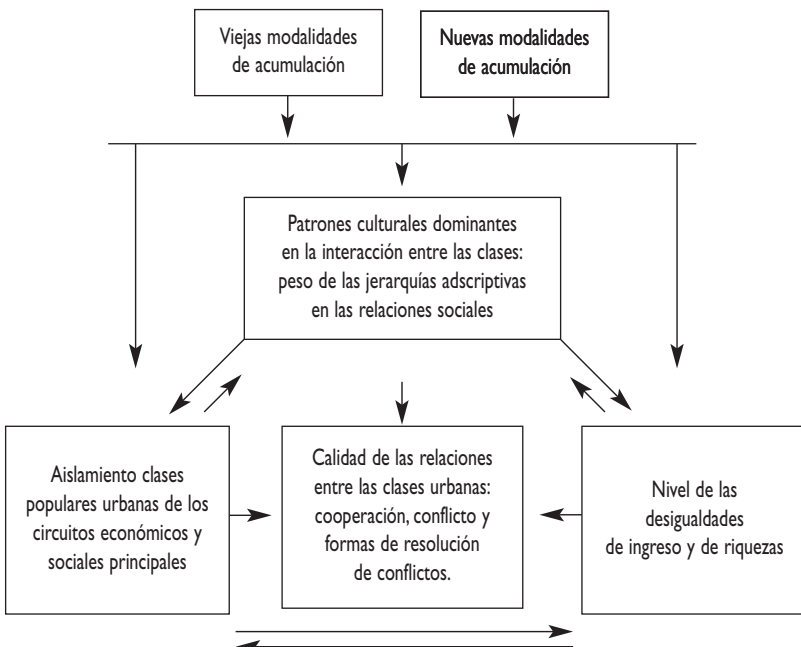 Viejas modalidades
de acumulación
Nuevas modalidades
de acumulación
Patrones culturales dominantes
en la interacción entre las clases:
peso de las jerarquías adscriptivas
en las relaciones sociales
Aislamiento clases
populares urbanas de los
circuitos económicos y
sociales principales
Calidad de las relaciones
entre las clases urbanas:
cooperación, conflicto y
formas de resolución
de conflictos.
Nivel de las
desigualdades
de ingreso y de riquezas